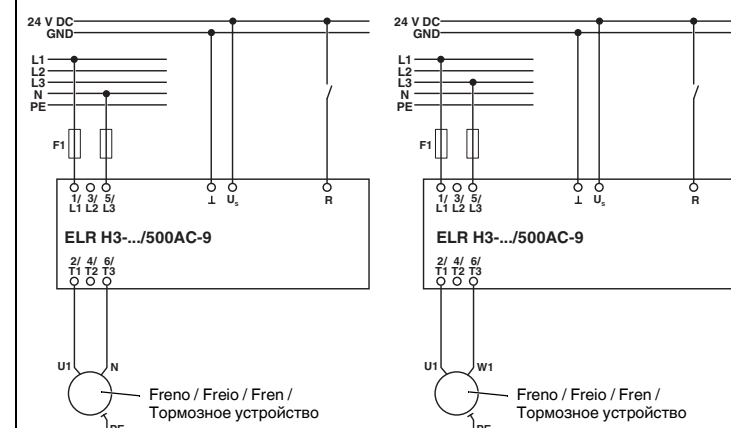 24 V DC
GND
L1
L2
L3
N
PE
F1
1/ 3/ 5/
L1 L2 L3
⊥ Us R
ELR H3-.../500AC-9
2/ 4/ 6/
T1 T2 T3
U1 N
Freno / Freio / Fren /
Тормозное устройство
PE
24 V DC
GND
L1
L2
L3
N
PE
F1
1/ 3/ 5/
L1 L2 L3
⊥ Us R
ELR H3-.../500AC-9
2/ 4/ 6/
T1 T2 T3
U1 W1
Freno / Freio / Fren /
Тормозное устройство
PE